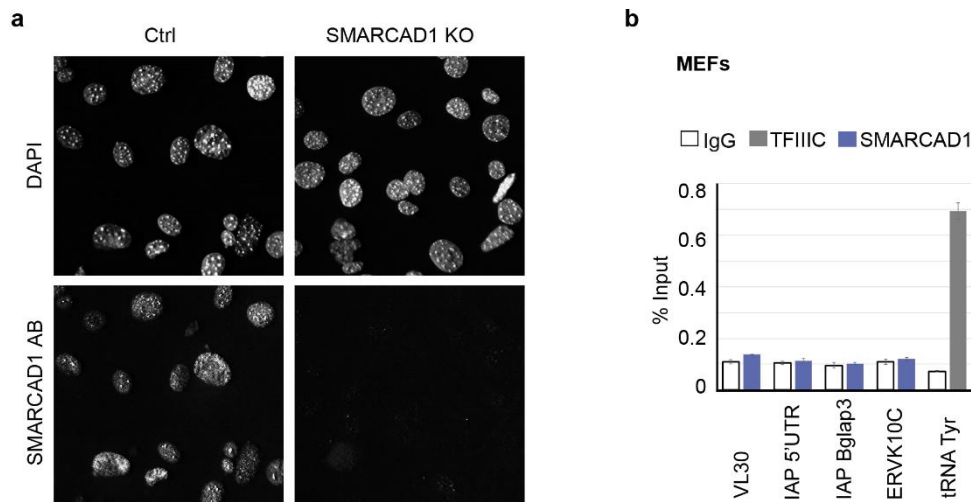 a
Ctrl
SMARCAD1 KO
DAPI
SMARCAD1 AB
b
MEFs
IgG
TFIIIC
SMARCAD1
% Input
0.8
0.6
0.4
0.2
0
VL30
IAP 5'UTR
IAP Bglap3
ERVK10C
tRNA Tyr